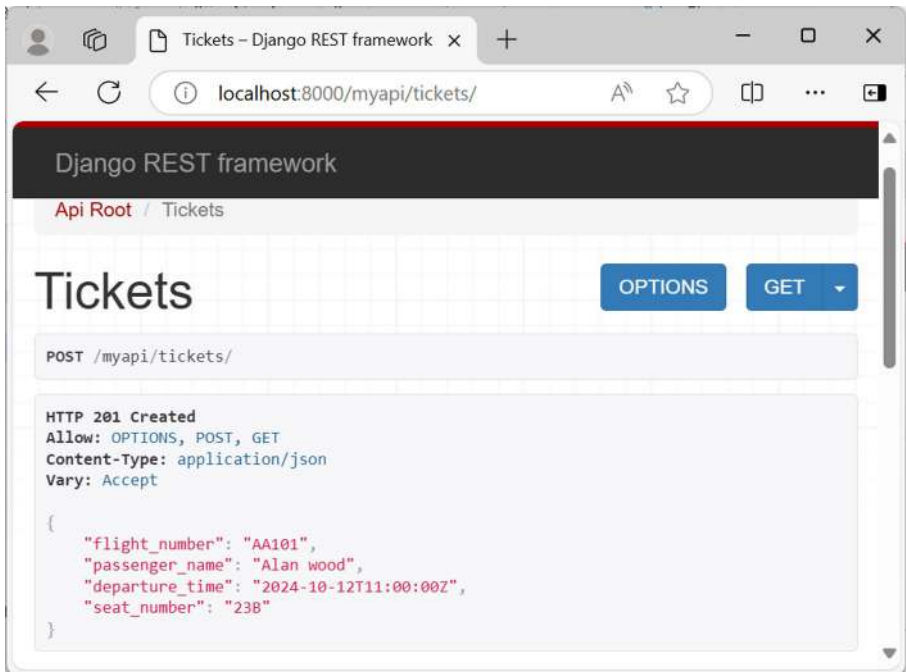 Tickets – Django REST framework
localhost:8000/myapi/tickets/
Django REST framework
Api Root / Tickets
Tickets
OPTIONS
GET
POST /myapi/tickets/
HTTP 201 Created
Allow: OPTIONS, POST, GET
Content-Type: application/json
Vary: Accept
{
"flight_number": "AA101",
"passenger_name": "Alan wood",
"departure_time": "2024-10-12T11:00:00Z",
"seat_number": "23B"
}